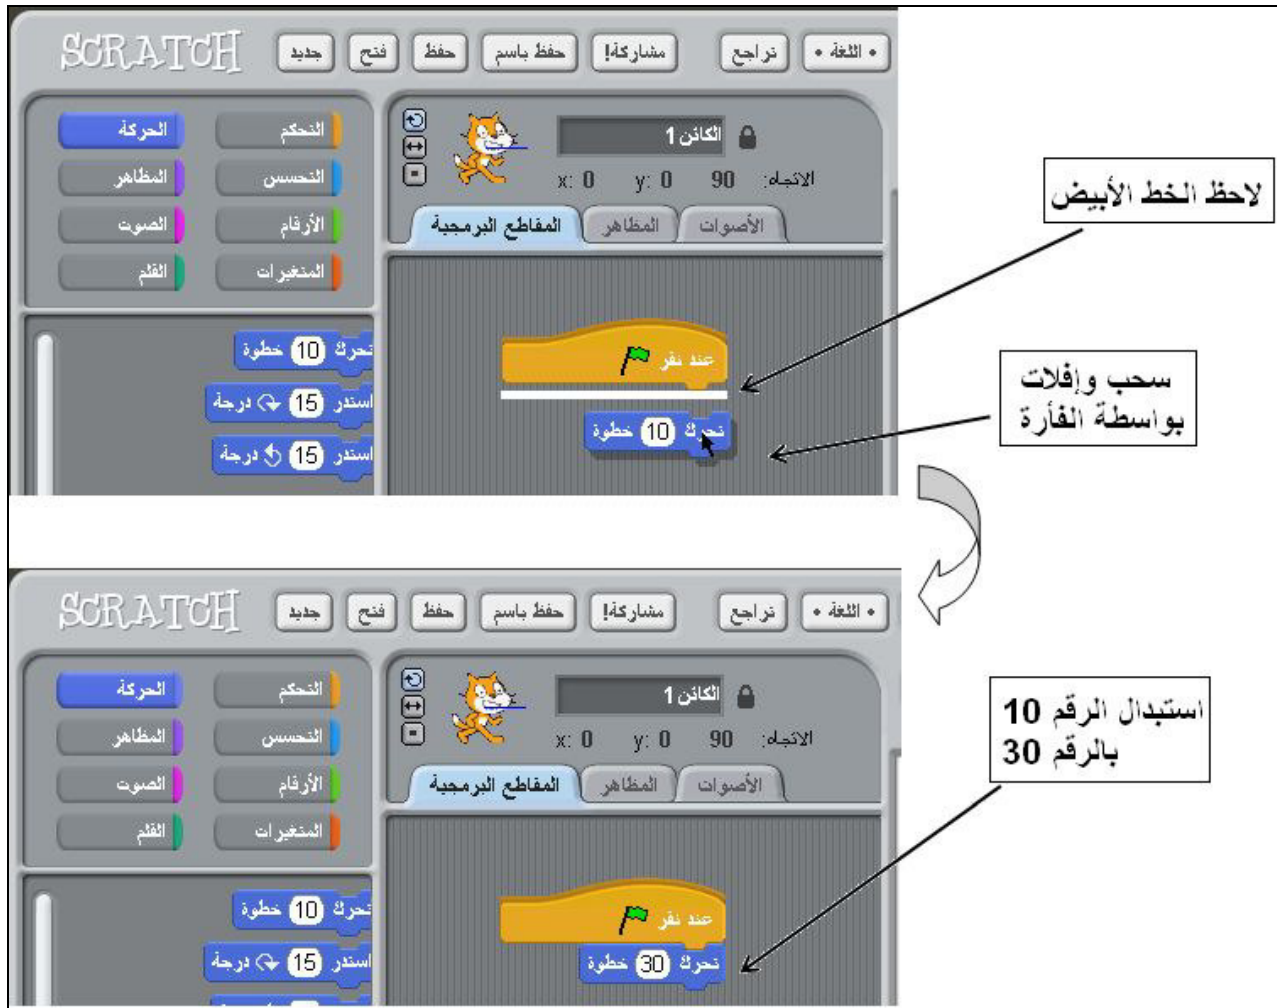 SCRATCH
• اللغة •
تراجع
مشاركة!
حفظ باسم
حفظ
فتح
جديد
التحكم
الحركة
التحسس
المظاهر
الأرقام
الصوت
المتغيرات
القلم
الكائن 1
الاتجاه: 90 y: 0 x: 0
الأصوات
المظاهر
المقاطع البرمجية
عند نقر
تحرك 10 خطوة
تحرك 10 خطوة
استدر 15 درجة
استدر 15 درجة
لاحظ الخط الأبيض
سحب وإفلات
بواسطة الفأرة
SCRATCH
• اللغة •
تراجع
مشاركة!
حفظ باسم
حفظ
فتح
جديد
التحكم
الحركة
التحسس
المظاهر
الأرقام
الصوت
المتغيرات
القلم
الكائن 1
الاتجاه: 90 y: 0 x: 0
الأصوات
المظاهر
المقاطع البرمجية
عند نقر
تحرك 30 خطوة
تحرك 10 خطوة
استدر 15 درجة
استبدال الرقم 10
بالرقم 30